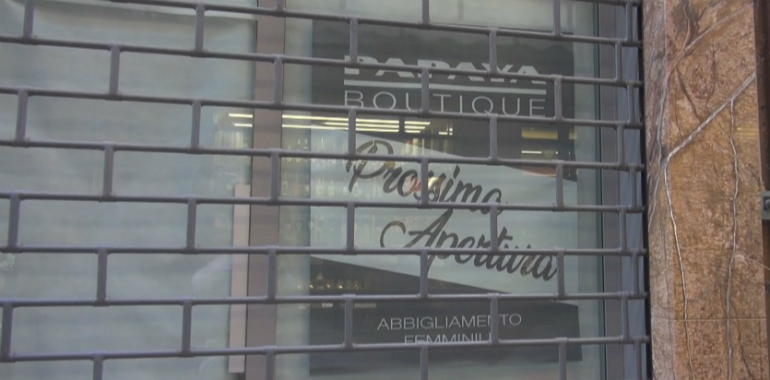 PAPAYA
BOUTIQUE
Prossima
Apertura
ABBIGLIAMENTO
FEMMINILE